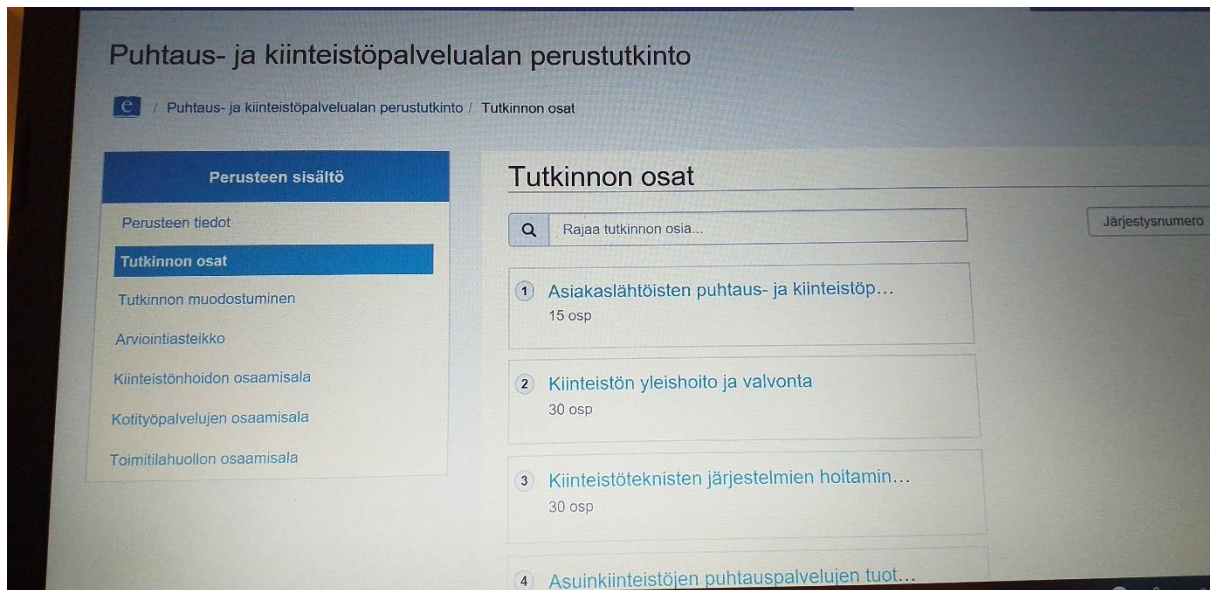 Puhtaus- ja kiinteistöpalvelualan perustutkinto
e / Puhtaus- ja kiinteistöpalvelualan perustutkinto / Tutkinnon osat
Perusteen sisältö
Perusteen tiedot
Tutkinnon osat
Tutkinnon muodostuminen
Arviointiasteikko
Kiinteistönhoidon osaamisala
Kotityöpalvelujen osaamisala
Toimitilahuollon osaamisala
Tutkinnon osat
Rajaa tutkinnon osia...
Järjestysnumero
1 Asiakaslähtöisten puhtaus- ja kiinteistöp...
15 osp
2 Kiinteistön yleishoito ja valvonta
30 osp
3 Kiinteistöteknisten järjestelmien hoitamin...
30 osp
4 Asuinkiinteistöjen puhtauspalvelujen tuot...